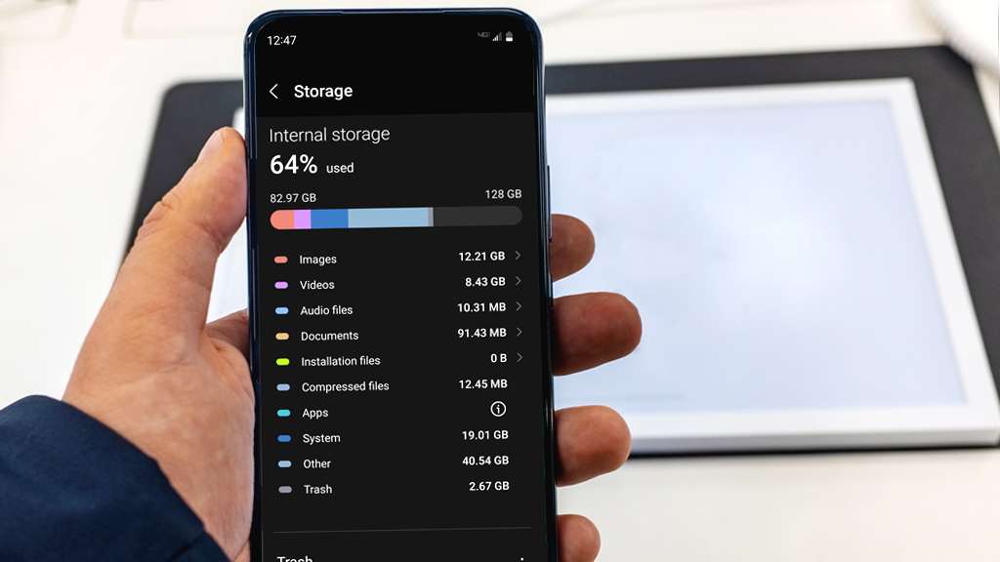 12:47
Storage
Internal storage
64% used
82.97 GB 128 GB
Images 12.21 GB
Videos 8.43 GB
Audio files 10.31 MB
Documents 91.43 MB
Installation files 0 B
Compressed files 12.45 MB
Apps
System 19.01 GB
Other 40.54 GB
Trash 2.67 GB
Trash